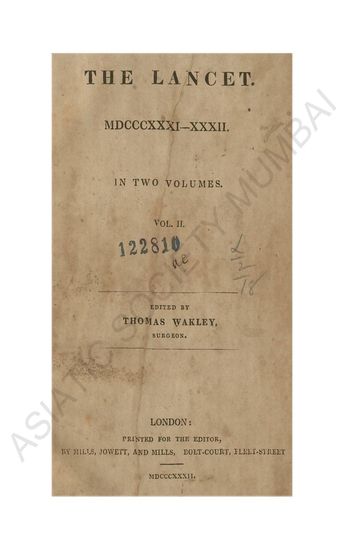 THE LANCET.
MDCCCXXXI—XXXII.
IN TWO VOLUMES.
VOL. II.
122810
EDITED BY
THOMAS WAKLEY,
SURGEON.
LONDON:
PRINTED FOR THE EDITOR,
BY MILLS, JOWETT, AND MILLS, BOLT-COURT, FLEET-STREET
MDCCCXXXII.
ASIATIC SOCIETY MUMBAI